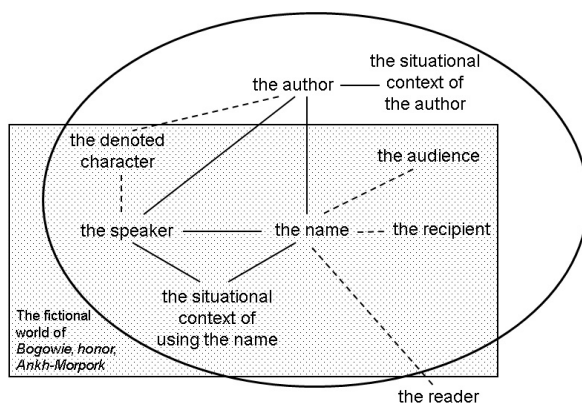 the author
the situational
context of
the author
the denoted
character
the audience
the speaker
the name
the recipient
the situational
context of
using the name
The fictional
world of
Bogowie, honor,
Ankh-Morpork
the reader